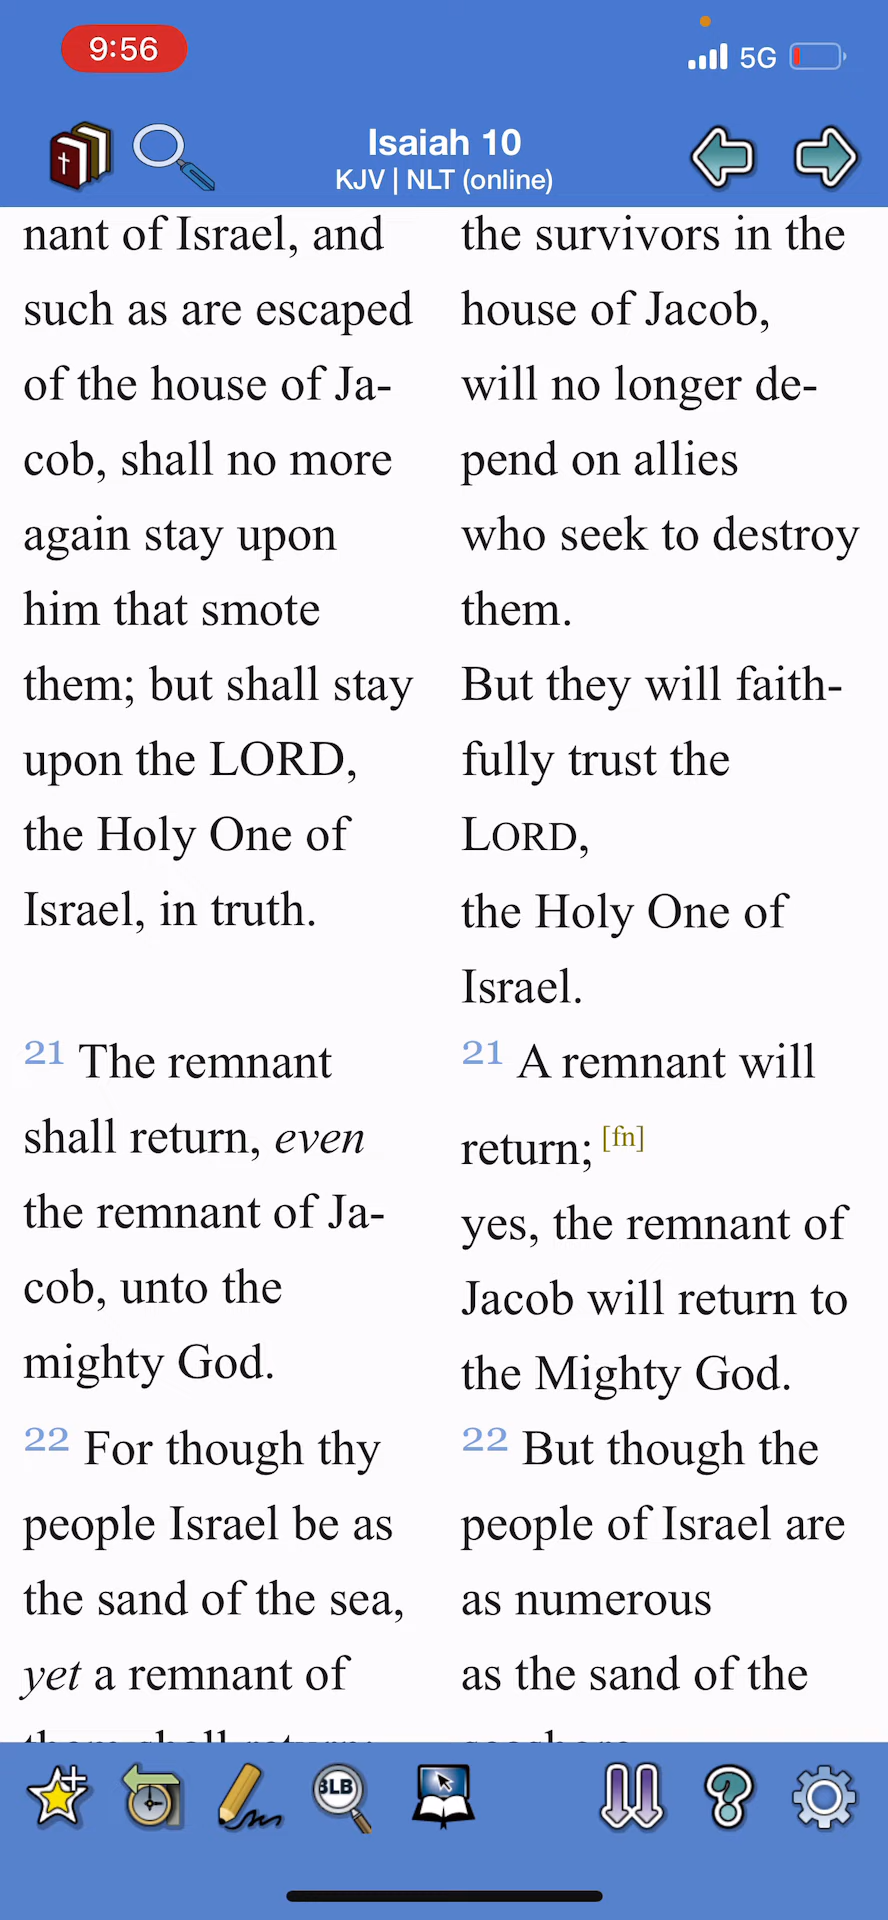 9:56
5G
Isaiah 10
KJV | NLT (online)
nant of Israel, and
such as are escaped
of the house of Ja-
cob, shall no more
again stay upon
him that smote
them; but shall stay
upon the LORD,
the Holy One of
Israel, in truth.
21 The remnant
shall return, even
the remnant of Ja-
cob, unto the
mighty God.
22 For though thy
people Israel be as
the sand of the sea,
yet a remnant of
them shall return:
the survivors in the
house of Jacob,
will no longer de-
pend on allies
who seek to destroy
them.
But they will faith-
fully trust the
LORD,
the Holy One of
Israel.
21 A remnant will
return; [fn]
yes, the remnant of
Jacob will return to
the Mighty God.
22 But though the
people of Israel are
as numerous
as the sand of the
seashore,
BLB